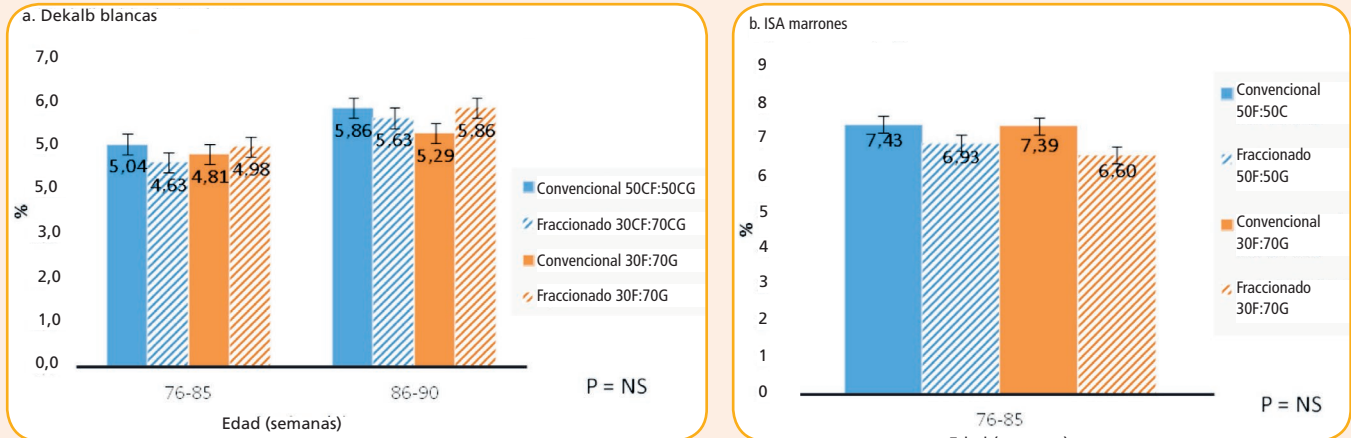 a. Dekalb blancas
7,0
6,0
5,0
5,0
3,0
2,0
1,0
0,0
%
5,04
4,63
4,81
4,98
5,86
5,63
5,29
5,86
76-85
86-90
Edad (semanas)
P = NS
Convencional 50CF:50CG
Fraccionado 30CF:70CG
Convencional 30F:70G
Fraccionado 30F:70G
b. ISA marrones
9
8
7
6
5
4
3
2
1
0
%
7,43
6,93
7,39
6,60
76-85
P = NS
Convencional
50F:50C
Fraccionado
50F:50G
Convencional
30F:70G
Fraccionado
30F:70G